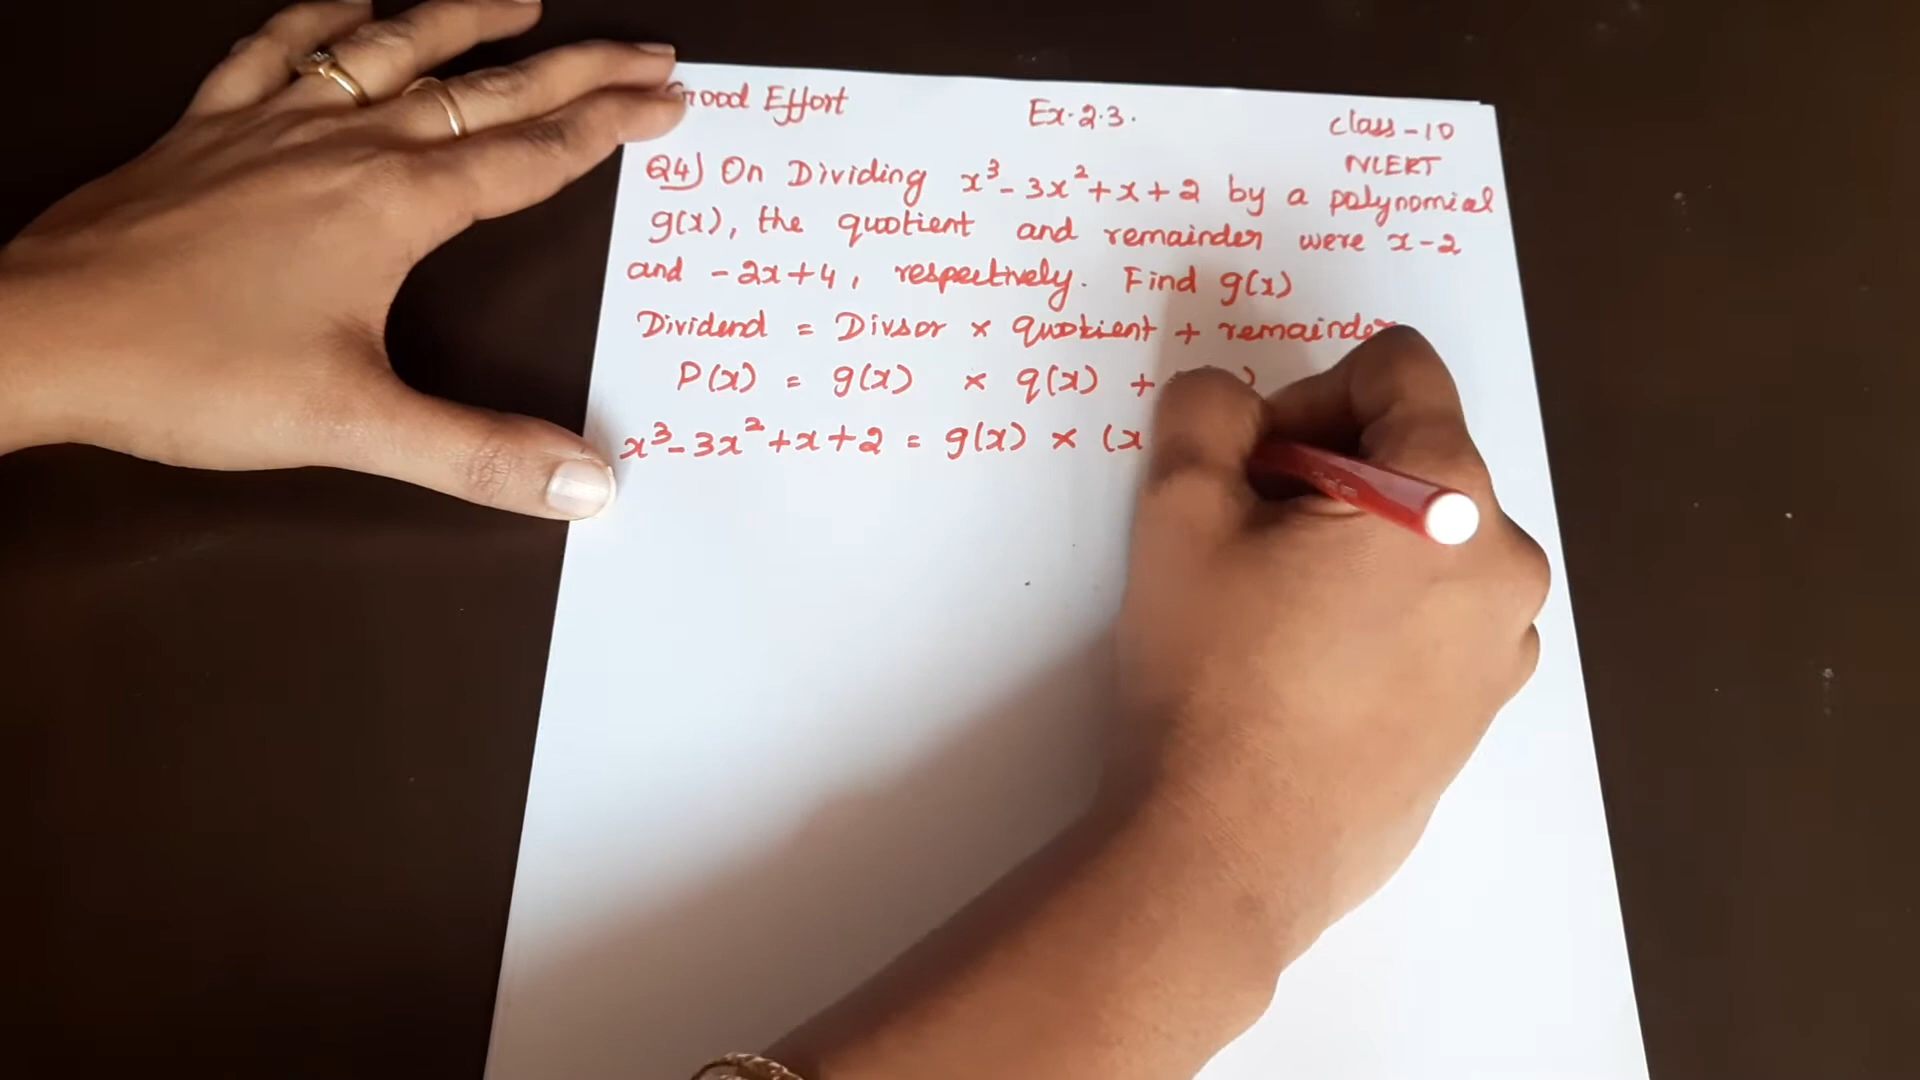 Good Effort Ex. 2.3. Class-10
NCERT
Q4) On Dividing x³ - 3x² + x + 2 by a polynomial
g(x), the quotient and remainder were x - 2
and - 2x + 4, respectively. Find g(x)
Dividend = Divsor × quotient + remainder
P(x) = g(x) × q(x) +
x³ - 3x² + x + 2 = g(x) × (x